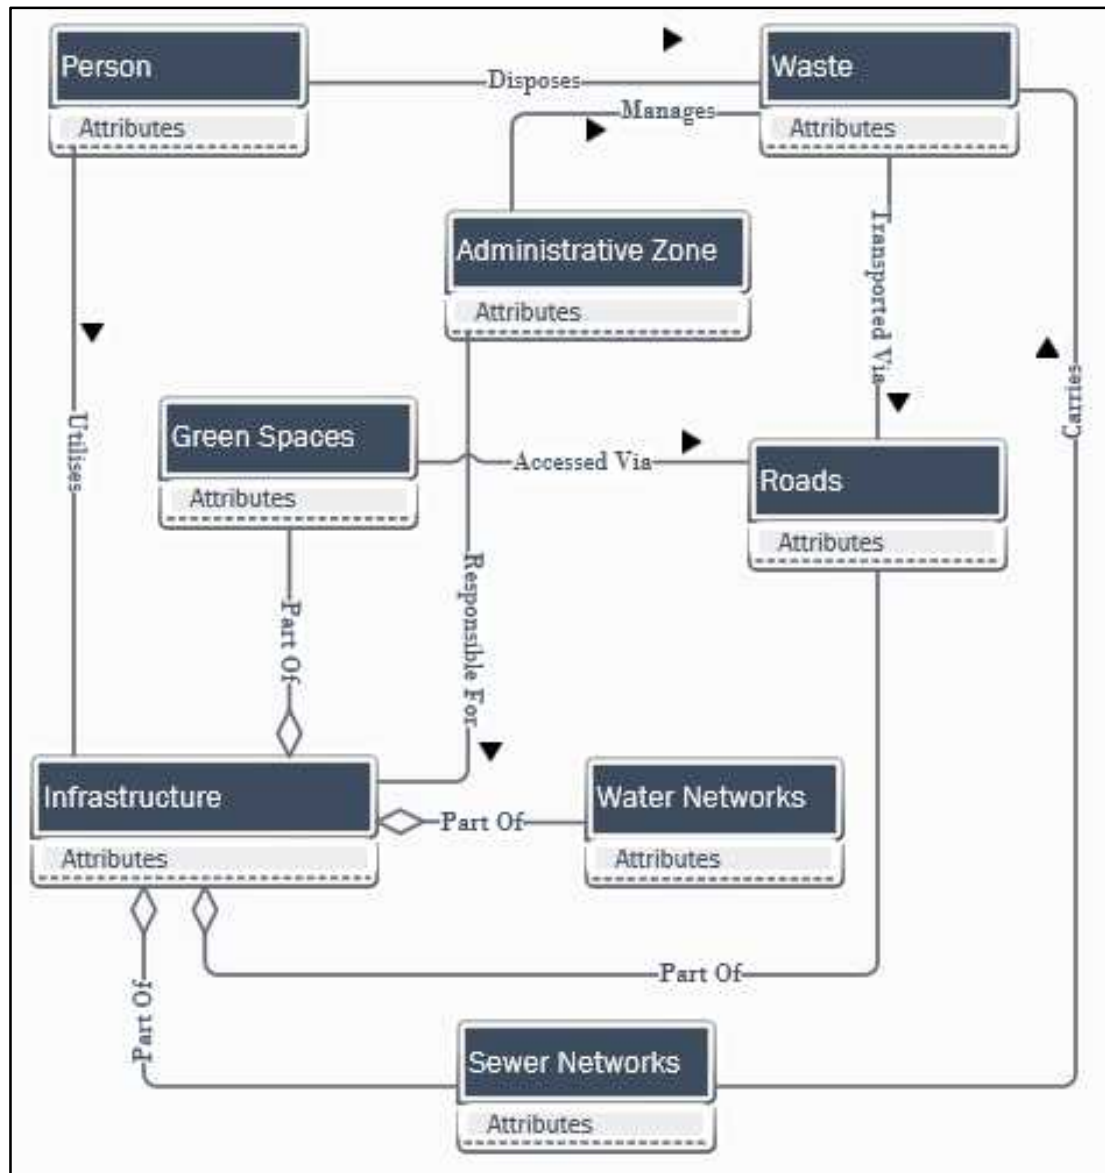 Person
Attributes
Disposes
Waste
Attributes
Manages
Administrative Zone
Attributes
Transported Via
Carries
Utilises
Green Spaces
Attributes
Accessed Via
Roads
Attributes
Part Of
Responsible For
Infrastructure
Attributes
Part Of
Water Networks
Attributes
Part Of
Part Of
Sewer Networks
Attributes